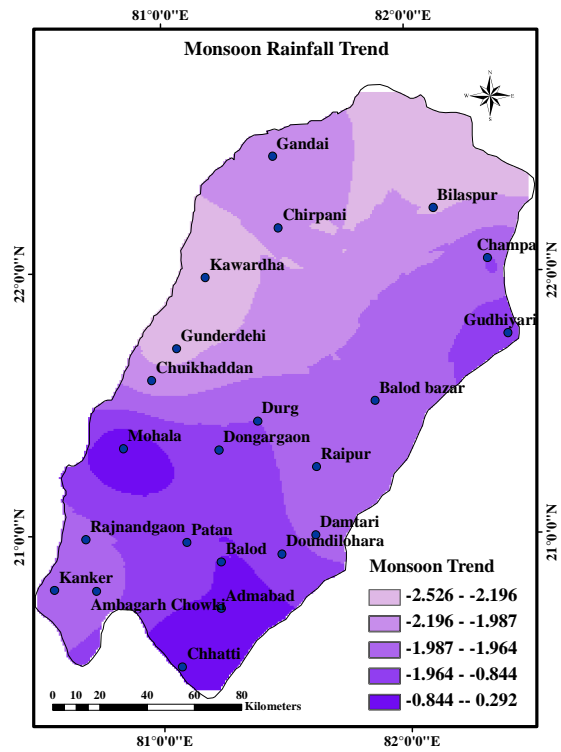 81°0'0"E 82°0'0"E
Monsoon Rainfall Trend
N
W E
S
Gandai
Bilaspur
Chirpani
Champa
22°0'0"N
Kawardha
22°0'0"N
Gudhiyari
Gunderdehi
Chuikhaddan
Balod bazar
Durg
Mohala
Dongargaon
Raipur
Damtari
Rajnandgaon
Patan
Doundilohara
21°0'0"N
21°0'0"N
Balod
Kanker
Ambagarh Chowki
Admabad
Chhatti
Monsoon Trend
-2.526 - -2.196
-2.196 - -1.987
-1.987 - -1.964
-1.964 - -0.844
-0.844 -- 0.292
0 5 10 20 40 60 80
Kilometers
81°0'0"E 82°0'0"E